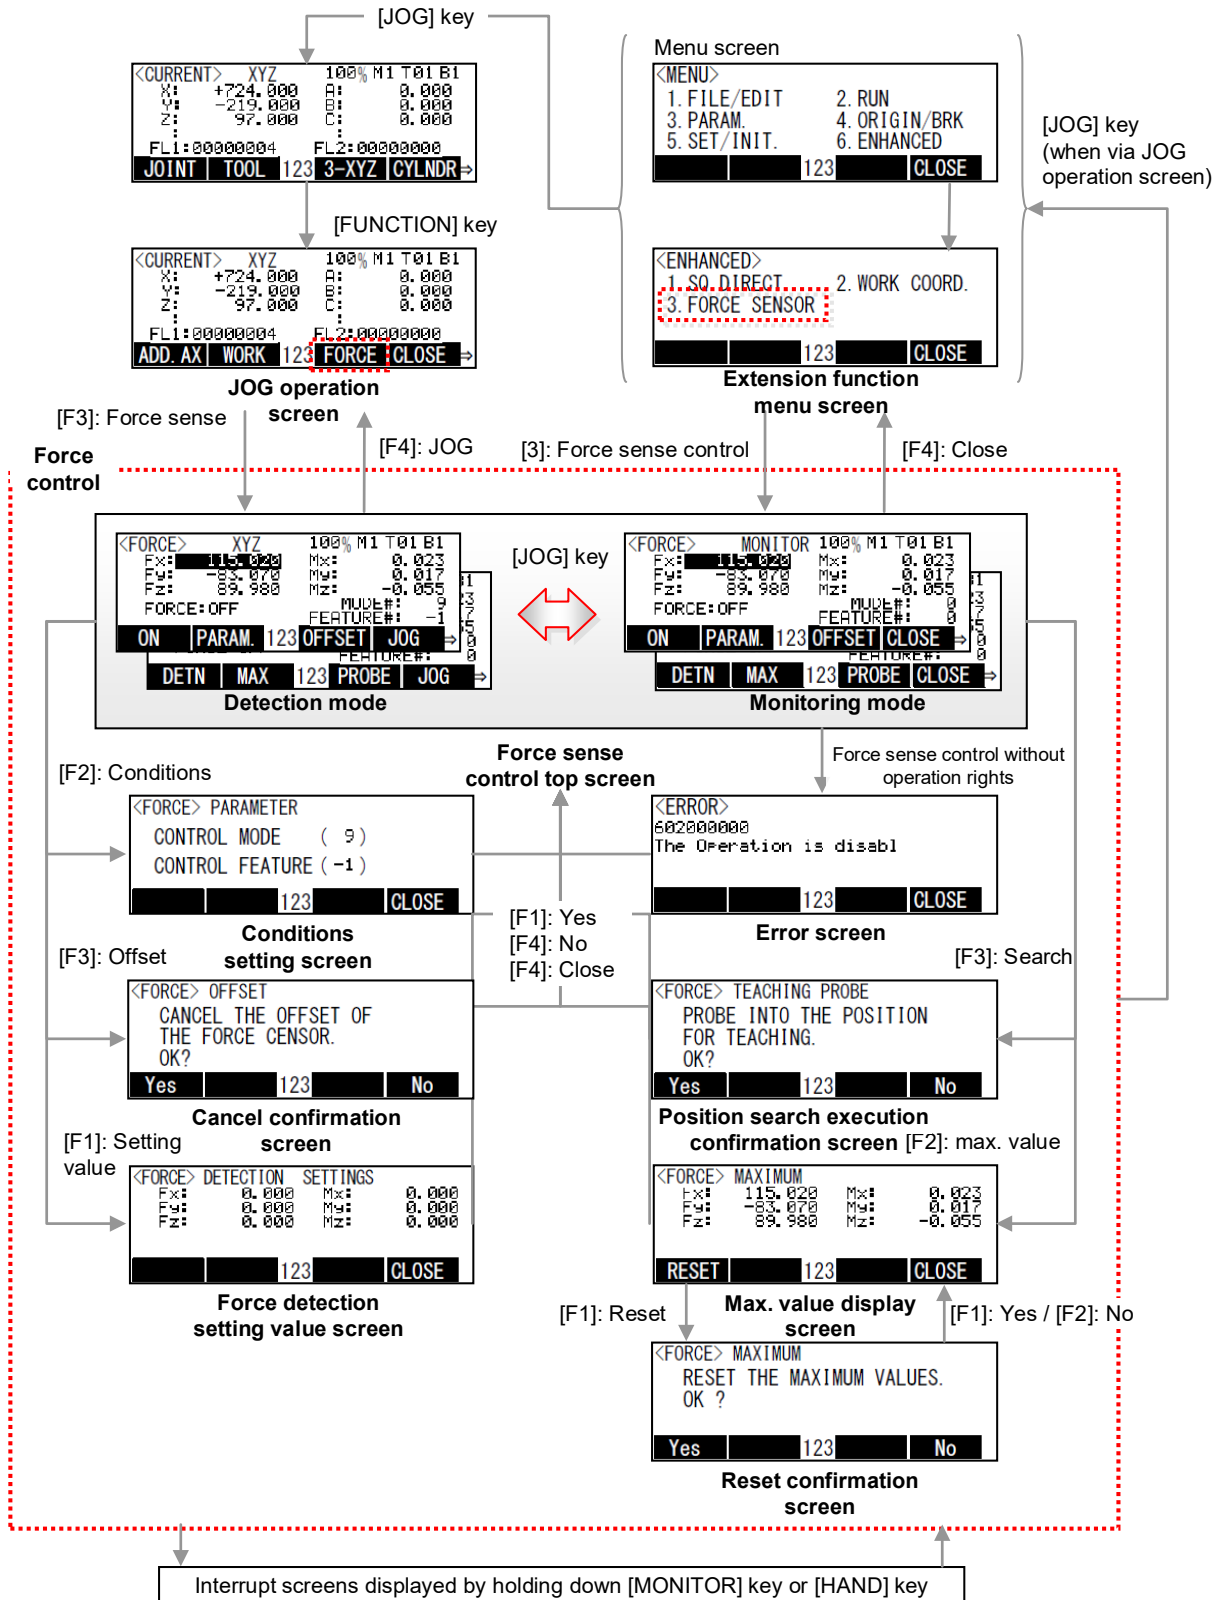 [JOG] key
<CURRENT> XYZ 100% M1 T01 B1
X: +724.000 A: 0.000
Y: -219.000 B: 0.000
Z: 97.000 C: 0.000
: :
FL1:00000004 FL2:00000000
JOINT TOOL 123 3-XYZ CYLNDR⇒
Menu screen
<MENU>
1. FILE/EDIT 2. RUN
3. PARAM. 4. ORIGIN/BRK
5. SET/INIT. 6. ENHANCED
123 CLOSE
[JOG] key
(when via JOG
operation screen)
[FUNCTION] key
<CURRENT> XYZ 100% M1 T01 B1
X: +724.000 A: 0.000
Y: -219.000 B: 0.000
Z: 97.000 C: 0.000
: :
FL1:00000004 FL2:00000000
ADD. AX WORK 123 FORCE CLOSE ⇒
JOG operation
screen
<ENHANCED>
1. SQ DIRECT 2. WORK COORD.
3. FORCE SENSOR
123 CLOSE
Extension function
menu screen
[F3]: Force sense
[F4]: JOG
[3]: Force sense control
[F4]: Close
Force
control
<FORCE> XYZ 100% M1 T01 B1
Fx: 115.020 Mx: 0.023
Fy: -83.070 My: 0.017
Fz: 89.980 Mz: -0.055
MODE#: 9
FORCE:OFF
FEATURE#: -1
ON PARAM. 123 OFFSET JOG ⇒
FEATURE#: 0
DETN MAX 123 PROBE JOG ⇒
Detection mode
[JOG] key
<FORCE> MONITOR 100% M1 T01 B1
Fx: 115.020 Mx: 0.023
Fy: -83.070 My: 0.017
Fz: 89.980 Mz: -0.055
MODE#: 0
FORCE:OFF
FEATURE#: 0
ON PARAM. 123 OFFSET CLOSE ⇒
FEATURE#: 0
DETN MAX 123 PROBE CLOSE ⇒
Monitoring mode
Force sense
control top screen
Force sense control without
operation rights
[F2]: Conditions
<FORCE> PARAMETER
CONTROL MODE ( 9)
CONTROL FEATURE (-1)
123 CLOSE
Conditions
setting screen
<ERROR>
602000000
The Operation is disabl
123 CLOSE
Error screen
[F1]: Yes
[F4]: No
[F4]: Close
[F3]: Offset
<FORCE> OFFSET
CANCEL THE OFFSET OF
THE FORCE CENSOR.
OK?
Yes 123 No
Cancel confirmation
screen
[F3]: Search
<FORCE> TEACHING PROBE
PROBE INTO THE POSITION
FOR TEACHING.
OK?
Yes 123 No
Position search execution
confirmation screen
[F1]: Setting
value
<FORCE> DETECTION SETTINGS
Fx: 0.000 Mx: 0.000
Fy: 0.000 My: 0.000
Fz: 0.000 Mz: 0.000
123 CLOSE
Force detection
setting value screen
[F2]: max. value
<FORCE> MAXIMUM
Fx: 115.020 Mx: 0.023
Fy: -83.070 My: 0.017
Fz: 89.980 Mz: -0.055
RESET 123 CLOSE
Max. value display
screen
[F1]: Reset
[F1]: Yes / [F2]: No
<FORCE> MAXIMUM
RESET THE MAXIMUM VALUES.
OK ?
Yes 123 No
Reset confirmation
screen
Interrupt screens displayed by holding down [MONITOR] key or [HAND] key